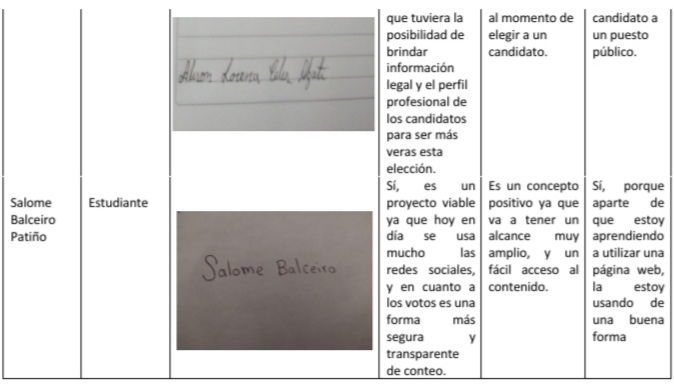 que tuviera la
posibilidad de
brindar
información
legal y el perfil
profesional de
los candidatos
para ser más
veras esta
elección.
al momento de
elegir a un
candidato.
candidato a
un puesto
público.
Lorena
Salome
Balceiro
Patiño
Estudiante
Salome Balceiro
Sí, es un
proyecto viable
ya que hoy en
día se usa
mucho las
redes sociales,
y en cuanto a
los votos es una
forma más
segura y
transparente
de conteo.
Es un concepto
positivo ya que
va a tener un
alcance muy
amplio, y un
fácil acceso al
contenido.
Sí, porque
aparte de
que estoy
aprendiendo
a utilizar una
página web,
la estoy
usando de
una buena
forma